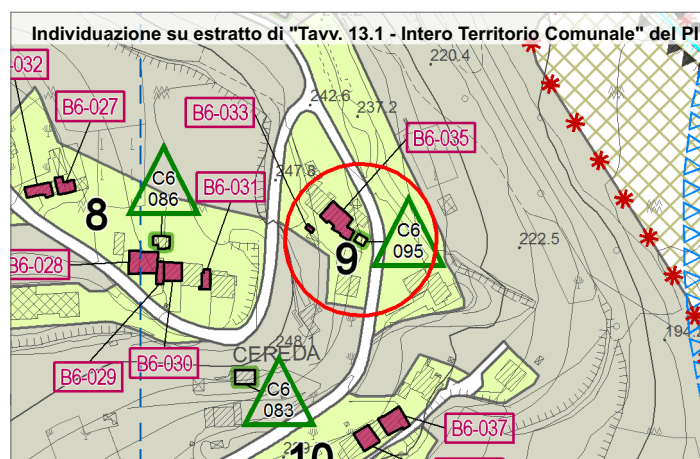 Individuazione su estratto di "Tavv. 13.1 - Intero Territorio Comunale" del PI
220.4
-032
B6-027
242.6
B6-033
237.2
B6-035
247.8
C6
086
B6-031
8
C6
095
9
222.5
B6-028
194.
248.1
CEREDA
B6-030
B6-029
C6
083
B6-037
10